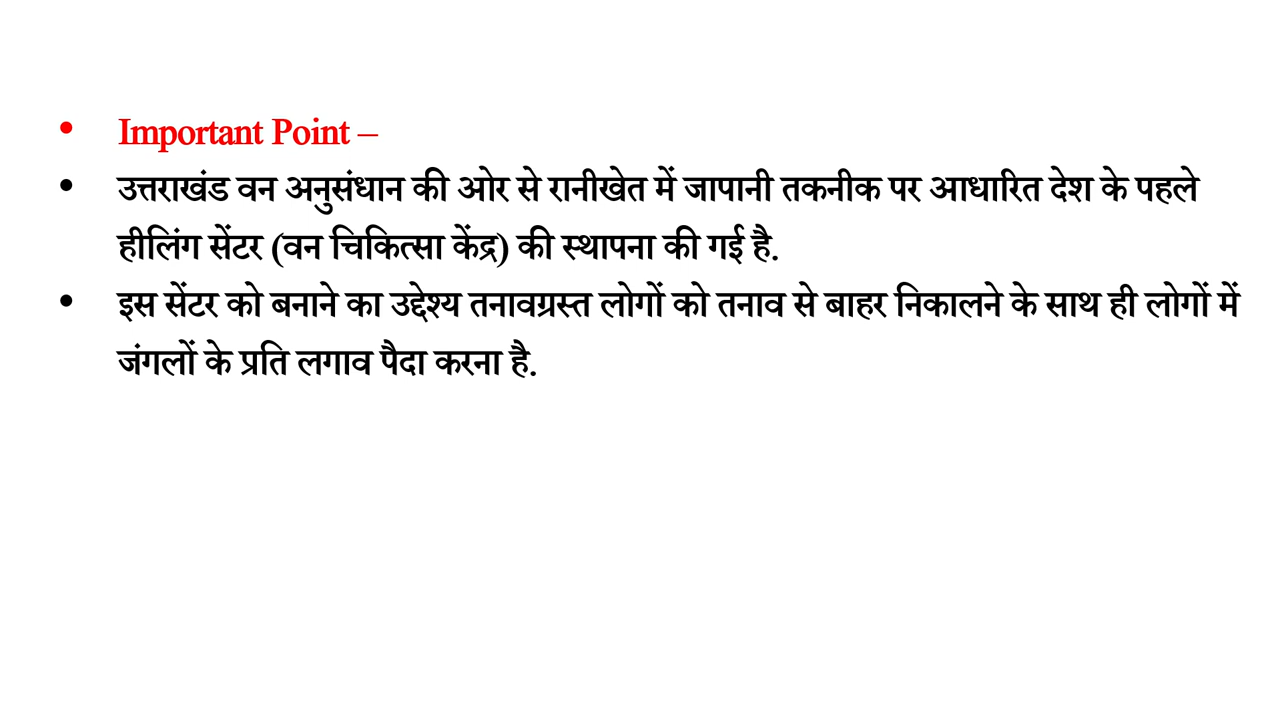 • Important Point –
• उत्तराखंड वन अनुसंधान की ओर से रानीखेत में जापानी तकनीक पर आधारित देश के पहले
हीलिंग सेंटर (वन चिकित्सा केंद्र) की स्थापना की गई है.
• इस सेंटर को बनाने का उद्देश्य तनावग्रस्त लोगों को तनाव से बाहर निकालने के साथ ही लोगों में
जंगलों के प्रति लगाव पैदा करना है.